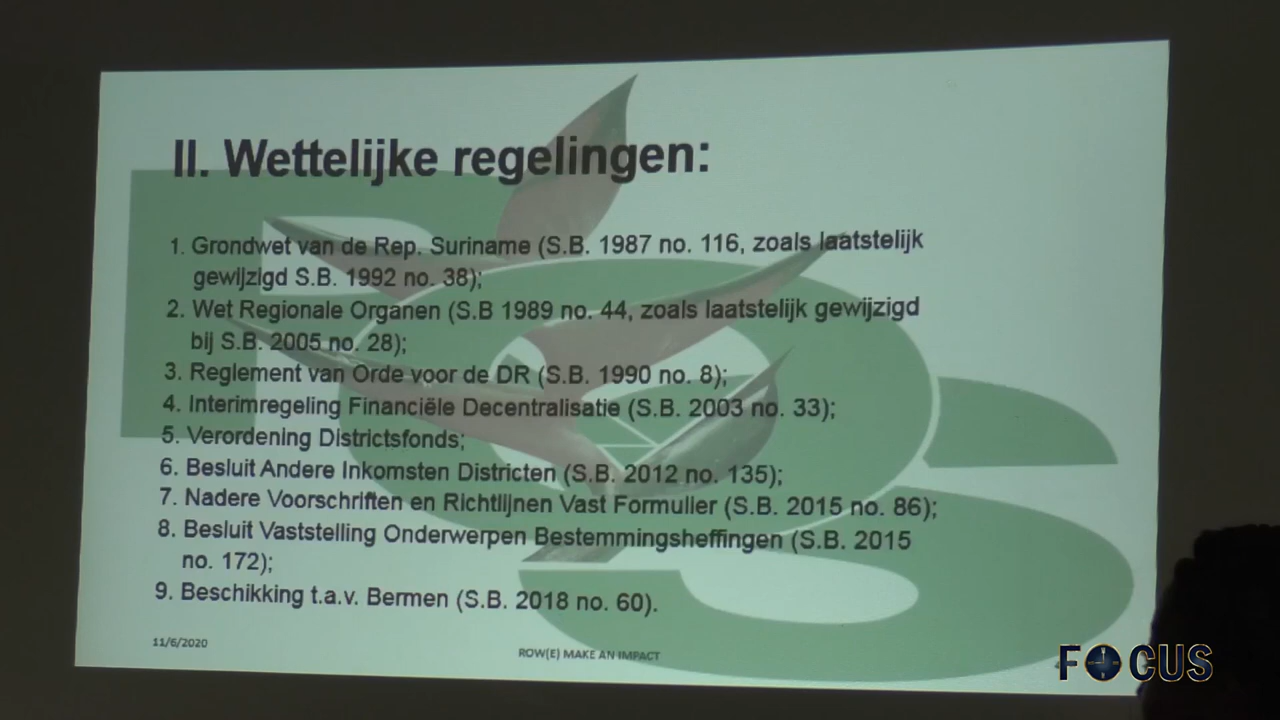 II. Wettelijke regelingen:
1. Grondwet van de Rep. Suriname (S.B. 1987 no. 116, zoals laatstelijk
gewijzigd S.B. 1992 no. 38);
2. Wet Regionale Organen (S.B 1989 no. 44, zoals laatstelijk gewijzigd
bij S.B. 2005 no. 28);
3. Reglement van Orde voor de DR (S.B. 1990 no. 8);
4. Interimregeling Financiële Decentralisatie (S.B. 2003 no. 33);
5. Verordening Districtsfonds;
6. Besluit Andere Inkomsten Districten (S.B. 2012 no. 135);
7. Nadere Voorschriften en Richtlijnen Vast Formulier (S.B. 2015 no. 86);
8. Besluit Vaststelling Onderwerpen Bestemmingsheffingen (S.B. 2015
no. 172);
9. Beschikking t.a.v. Bermen (S.B. 2018 no. 60).
11/6/2020
ROW(E) MAKE AN IMPACT
FOCUS